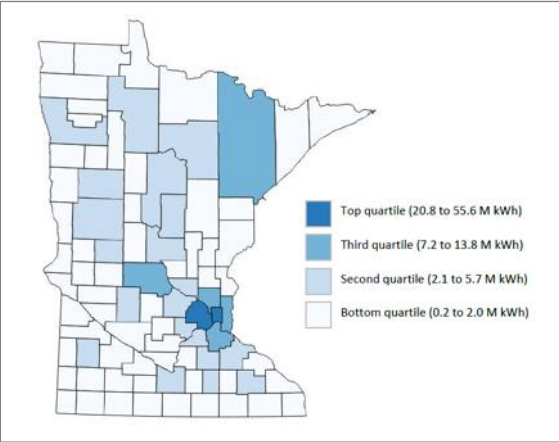 Top quartile (20.8 to 55.6 M kWh)
Third quartile (7.2 to 13.8 M kWh)
Second quartile (2.1 to 5.7 M kWh)
Bottom quartile (0.2 to 2.0 M kWh)